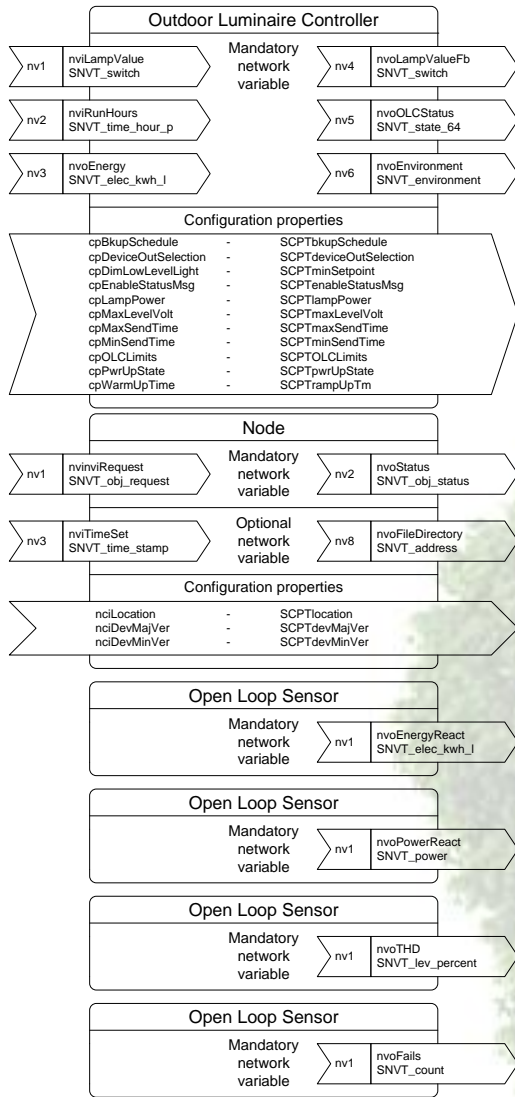 Outdoor Luminaire Controller
nv1
nviLampValue
SNVT_switch
Mandatory
network
variable
nv4
nvoLampValueFb
SNVT_switch
nv2
nviRunHours
SNVT_time_hour_p
nv5
nvoOLCStatus
SNVT_state_64
nv3
nvoEnergy
SNVT_elec_kwh_l
nv6
nvoEnvironment
SNVT_environment
Configuration properties
cpBkupSchedule - SCPTbkupSchedule
cpDeviceOutSelection - SCPTdeviceOutSelection
cpDimLowLevelLight - SCPTminSetpoint
cpEnableStatusMsg - SCPTenableStatusMsg
cpLampPower - SCPTlampPower
cpMaxLevelVolt - SCPTmaxLevelVolt
cpMaxSendTime - SCPTmaxSendTime
cpMinSendTime - SCPTminSendTime
cpOLCLimits - SCPTOLCLimits
cpPwrUpState - SCPTpwrUpState
cpWarmUpTime - SCPTrampUpTm
Node
nv1
nvinviRequest
SNVT_obj_request
Mandatory
network
variable
nv2
nvoStatus
SNVT_obj_status
nv3
nviTimeSet
SNVT_time_stamp
Optional
network
variable
nv8
nvoFileDirectory
SNVT_address
Configuration properties
nciLocation - SCPTlocation
nciDevMajVer - SCPTdevMajVer
nciDevMinVer - SCPTdevMinVer
Open Loop Sensor
Mandatory
network
variable
nv1
nvoEnergyReact
SNVT_elec_kwh_l
Open Loop Sensor
Mandatory
network
variable
nv1
nvoPowerReact
SNVT_power
Open Loop Sensor
Mandatory
network
variable
nv1
nvoTHD
SNVT_lev_percent
Open Loop Sensor
Mandatory
network
variable
nv1
nvoFails
SNVT_count